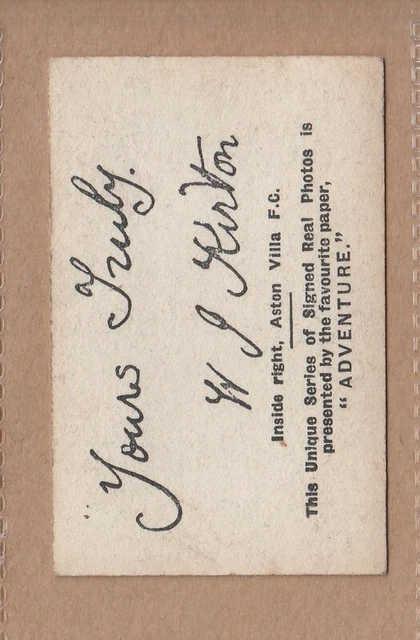 Yours Truly.
W J Kirton
Inside right, Aston Villa F.C.
This Unique Series of Signed Real Photos is
presented by the favourite paper,
“ADVENTURE.”